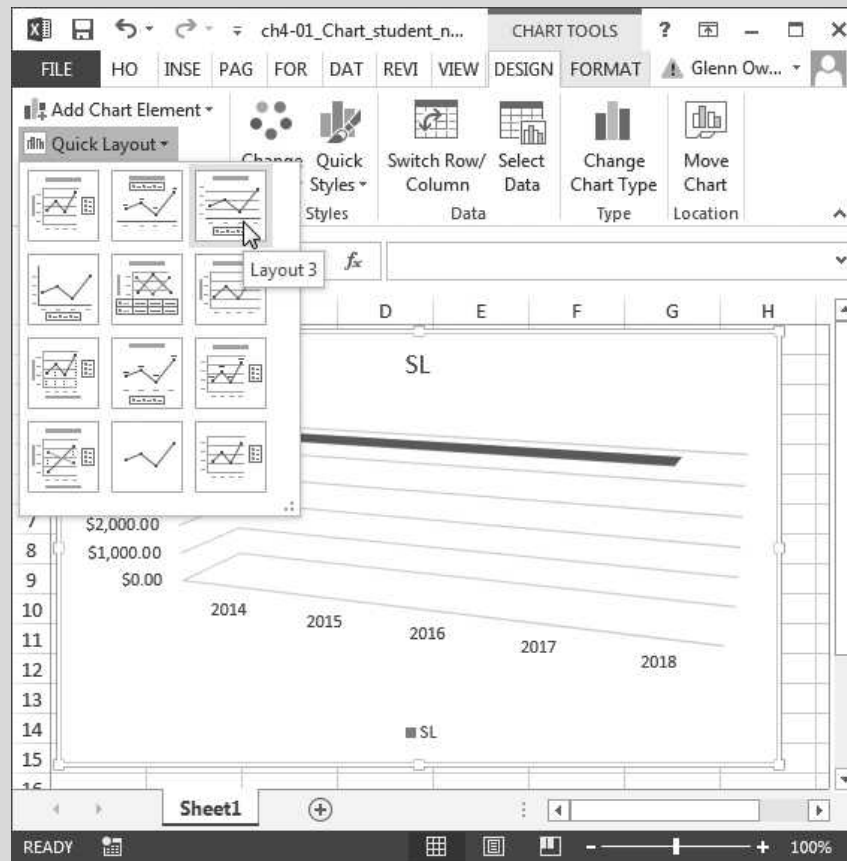 ch4-01_Chart_student_n... CHART TOOLS ?
FILE HO INSE PAG FOR DAT REVI VIEW DESIGN FORMAT Glenn Ow...
Add Chart Element
Quick Layout
Change Quick Switch Row/ Select Change Move
Styles Column Data Chart Type Chart
Styles Data Type Location
Layout 3
fx
D E F G H
SL
7
$2,000.00
8
$1,000.00
9
$0.00
10
2014
2015
11
2016
2017
12
2018
13
14
SL
15
16
Sheet1
READY 100%